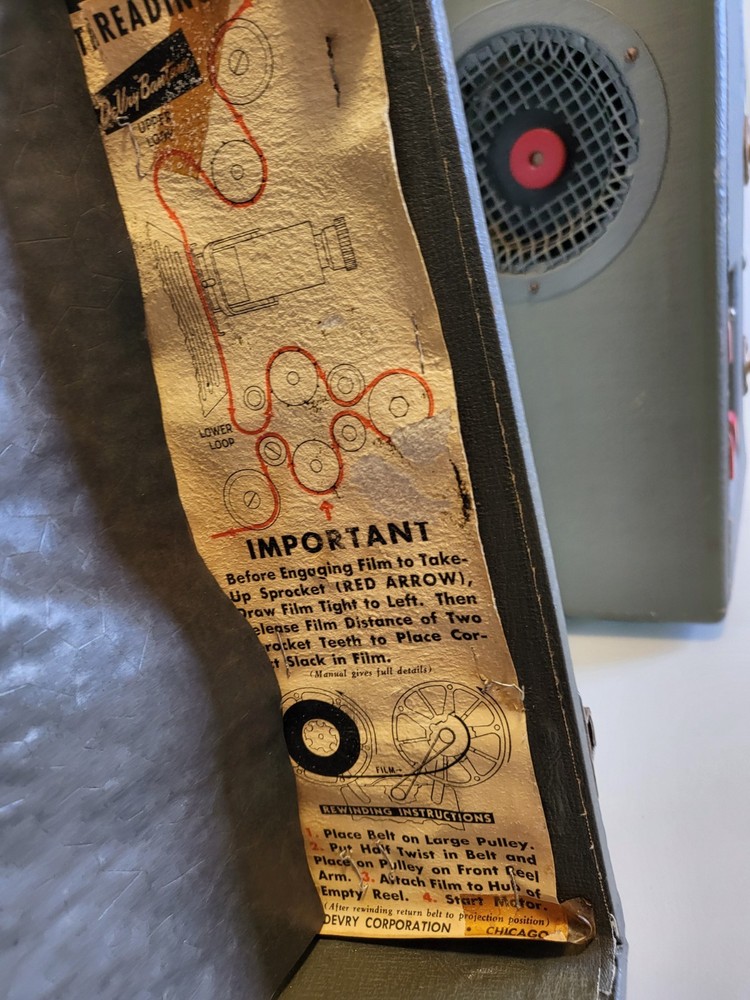 THREADING
DeVry Bantam
UPPER
LOOP
LOWER
LOOP
IMPORTANT
Before Engaging Film to Take-
Up Sprocket (RED ARROW),
Draw Film Tight to Left. Then
elease Film Distance of Two
rocket Teeth to Place Cor-
ct Slack in Film.
(Manual gives full details)
FILM→
REWINDING INSTRUCTIONS
1. Place Belt on Large Pulley.
2. Put Half Twist in Belt and
Place on Pulley on Front Reel
Arm. 3. Attach Film to Hub of
Empty Reel. 4. Start Motor.
(After rewinding return belt to projection position)
DEVRY CORPORATION • CHICAGO